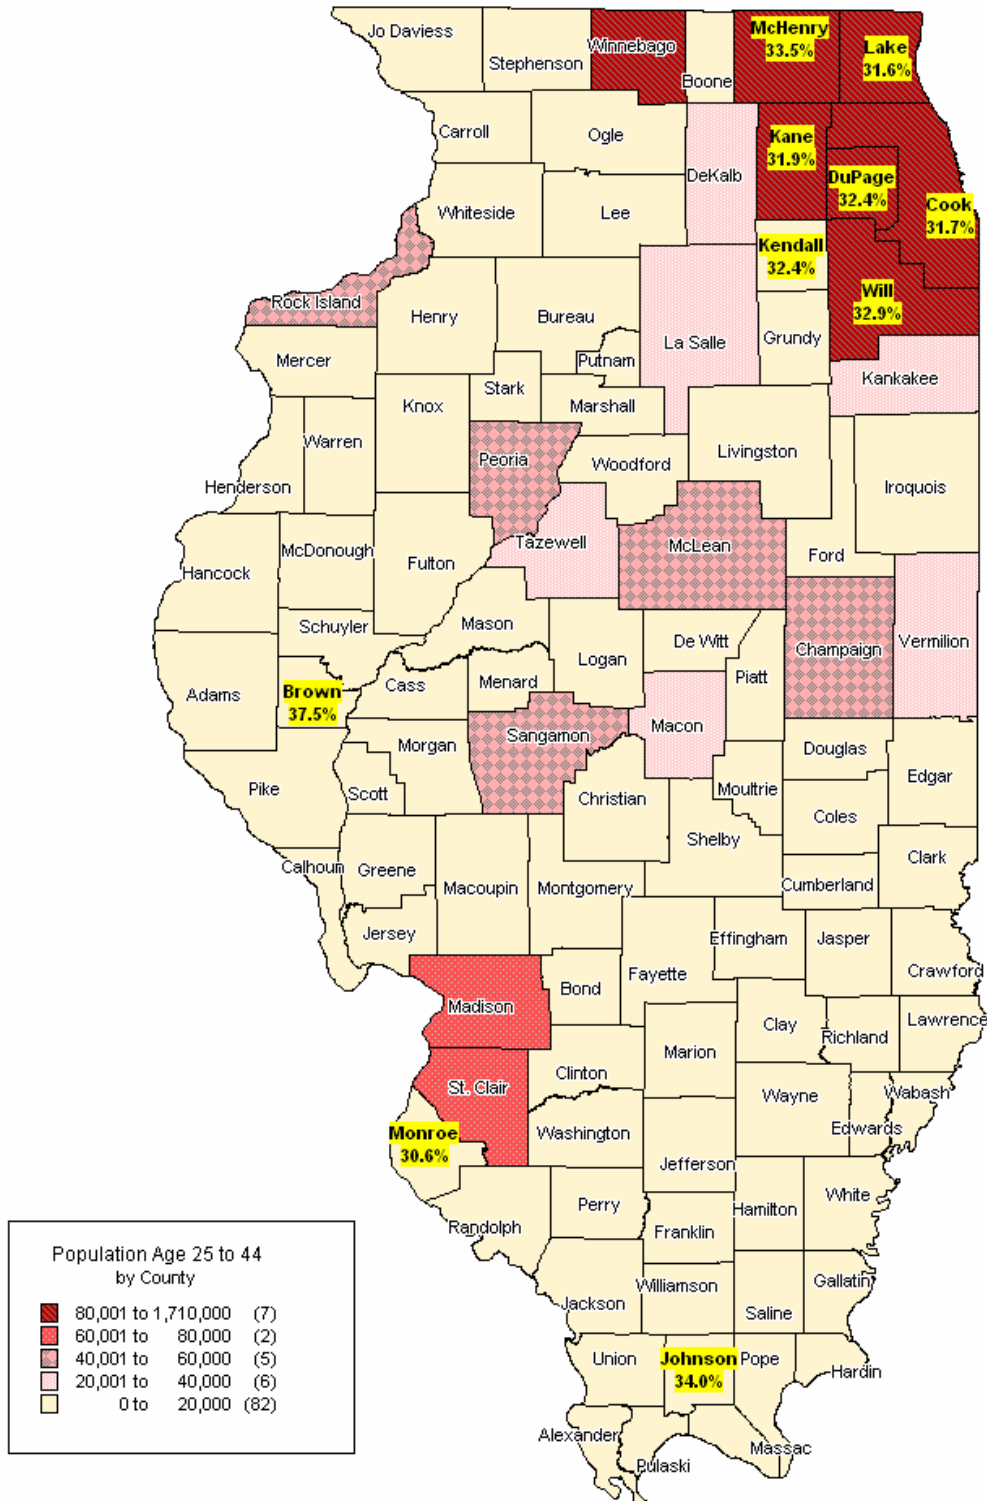 Jo Daviess
Stephenson
Winnebago
Boone
McHenry
33.5%
Lake
31.6%
Carroll
Ogle
DeKalb
Kane
31.9%
DuPage
32.4%
Cook
31.7%
Whiteside
Lee
Kendall
32.4%
Will
32.9%
Rock Island
Henry
Bureau
La Salle
Grundy
Mercer
Putnam
Kankakee
Stark
Knox
Marshall
Warren
Peoria
Woodford
Livingston
Henderson
Iroquois
McDonough
Fulton
Tazewell
McLean
Ford
Hancock
Schuyler
Mason
Logan
De Witt
Champaign
Vermilion
Adams
Brown
37.5%
Cass
Menard
Piatt
Macon
Morgan
Sangamon
Douglas
Pike
Scott
Christian
Moultrie
Edgar
Coles
Shelby
Calhoun
Greene
Macoupin
Montgomery
Cumberland
Clark
Jersey
Effingham
Jasper
Fayette
Crawford
Madison
Bond
Clay
Richland
Lawrence
Marion
St. Clair
Clinton
Wayne
Wabash
Edwards
Monroe
30.6%
Washington
Jefferson
Randolph
Perry
Hamilton
White
Franklin
Jackson
Williamson
Saline
Gallatin
Union
Johnson
34.0%
Pope
Hardin
Alexander
Pulaski
Massac
Population Age 25 to 44
by County
80,001 to 1,710,000 (7)
60,001 to 80,000 (2)
40,001 to 60,000 (5)
20,001 to 40,000 (6)
0 to 20,000 (82)